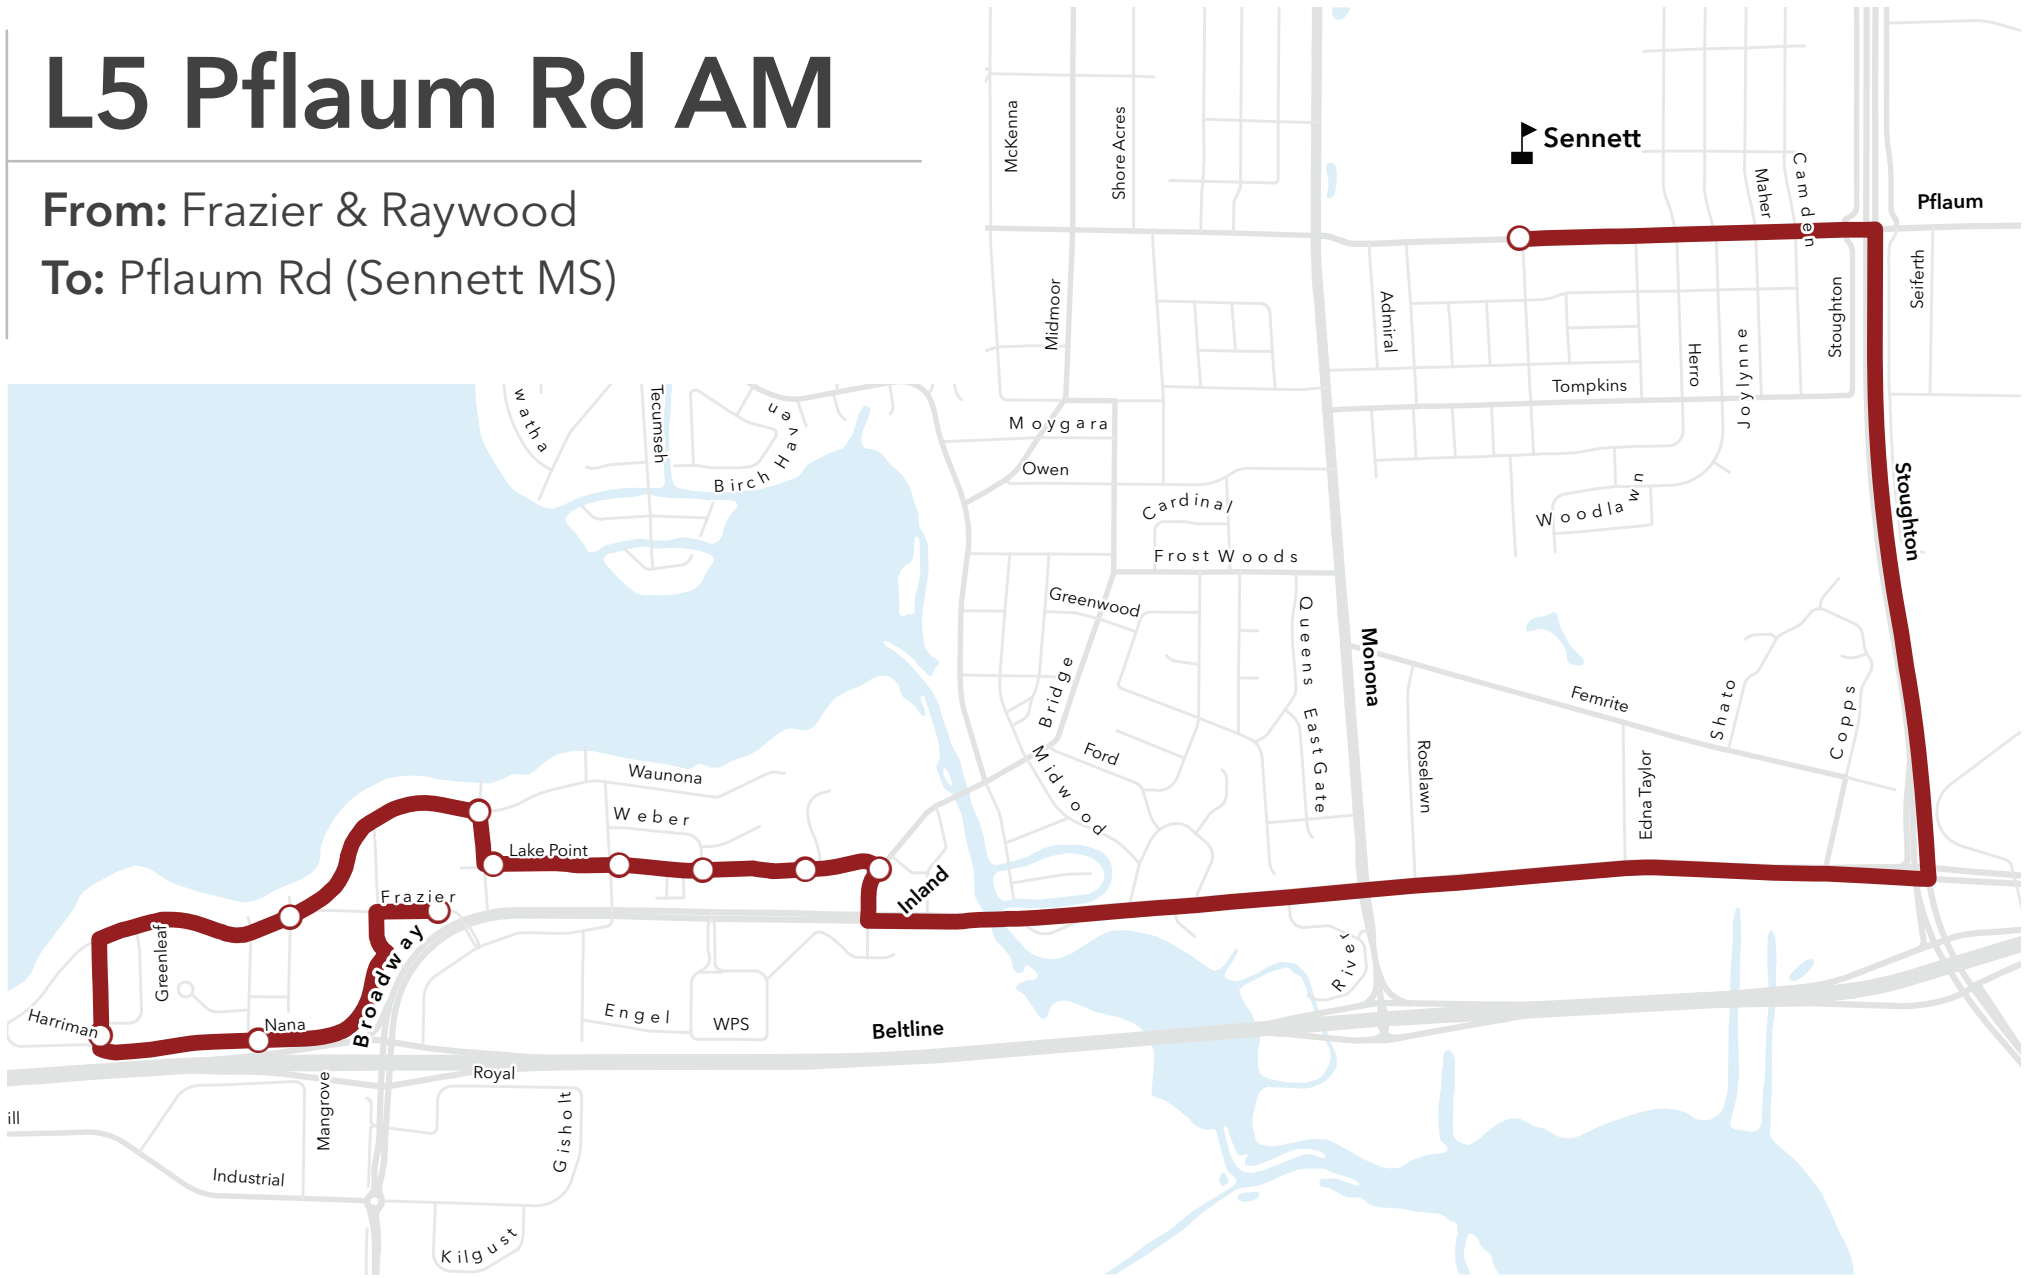 L5 Pflaum Rd AM
From: Frazier & Raywood
To: Pflaum Rd (Sennett MS)
Sennett
McKenna
Shore Acres
Maher
Camden
Pflaum
Midmoor
Admiral
Stoughton
Seiferth
Herro
Joylynne
Tompkins
watha
Tecumseh
Birch Haven
Moygara
Owen
Cardinal
Frost Woods
Woodlawn
Stoughton
Greenwood
Queens
Monona
Bridge
Femrite
Shato
Copps
Ford
Midwood
East Gate
Roselawn
Edna Taylor
Waunona
Weber
Lake Point
Frazier
Inland
Broadway
Greenleaf
River
Harriman
Nana
Engel
WPS
Beltline
Royal
Mangrove
Gisholt
ill
Industrial
Kilgust